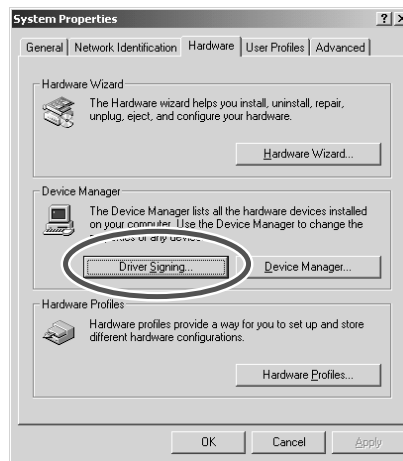 System Properties
General Network Identification Hardware User Profiles Advanced
Hardware Wizard
The Hardware wizard helps you install, uninstall, repair,
unplug, eject, and configure your hardware.
Hardware Wizard...
Device Manager
The Device Manager lists all the hardware devices installed
on your computer. Use the Device Manager to change the
of any device
Driver Signing... Device Manager...
Hardware Profiles
Hardware profiles provide a way for you to set up and store
different hardware configurations.
Hardware Profiles...
OK Cancel Apply